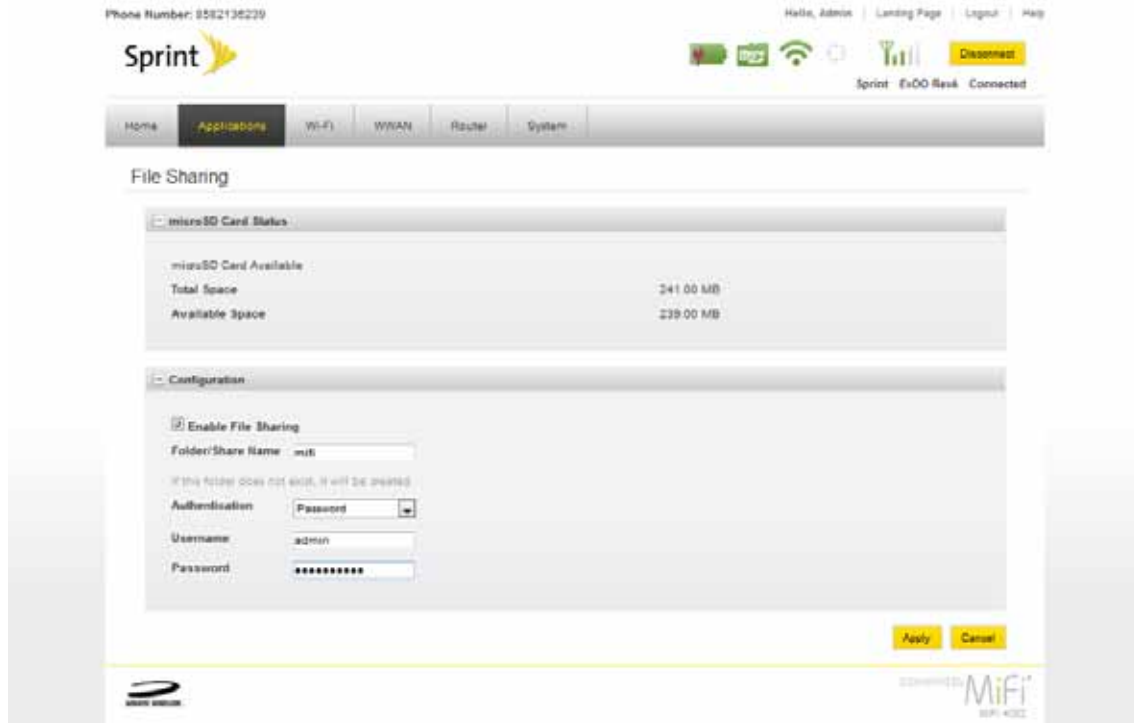 Phone Number: 8582136239
Hello, Admin | Landing Page | Logout | Help
Sprint
Disconnect
Sprint EvDO RevA Connected
Home Applications Wi-Fi WWAN Router System
File Sharing
microSD Card Status
microSD Card Available
Total Space 241.00 MB
Available Space 239.00 MB
Configuration
Enable File Sharing
Folder/Share Name mifi
If this folder does not exist, it will be created
Authentication Password
Username admin
Password ••••••••••
Apply Cancel
MiFi